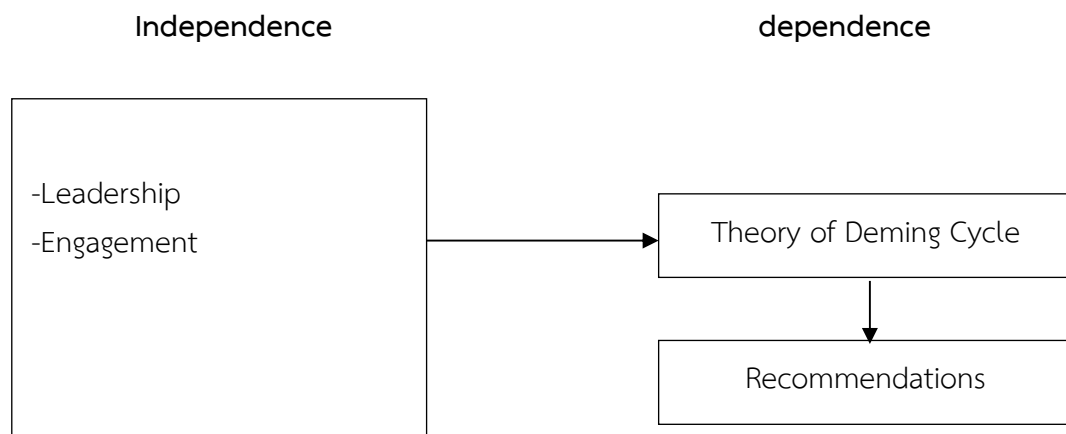 Independence
dependence
-Leadership
-Engagement
Theory of Deming Cycle
Recommendations